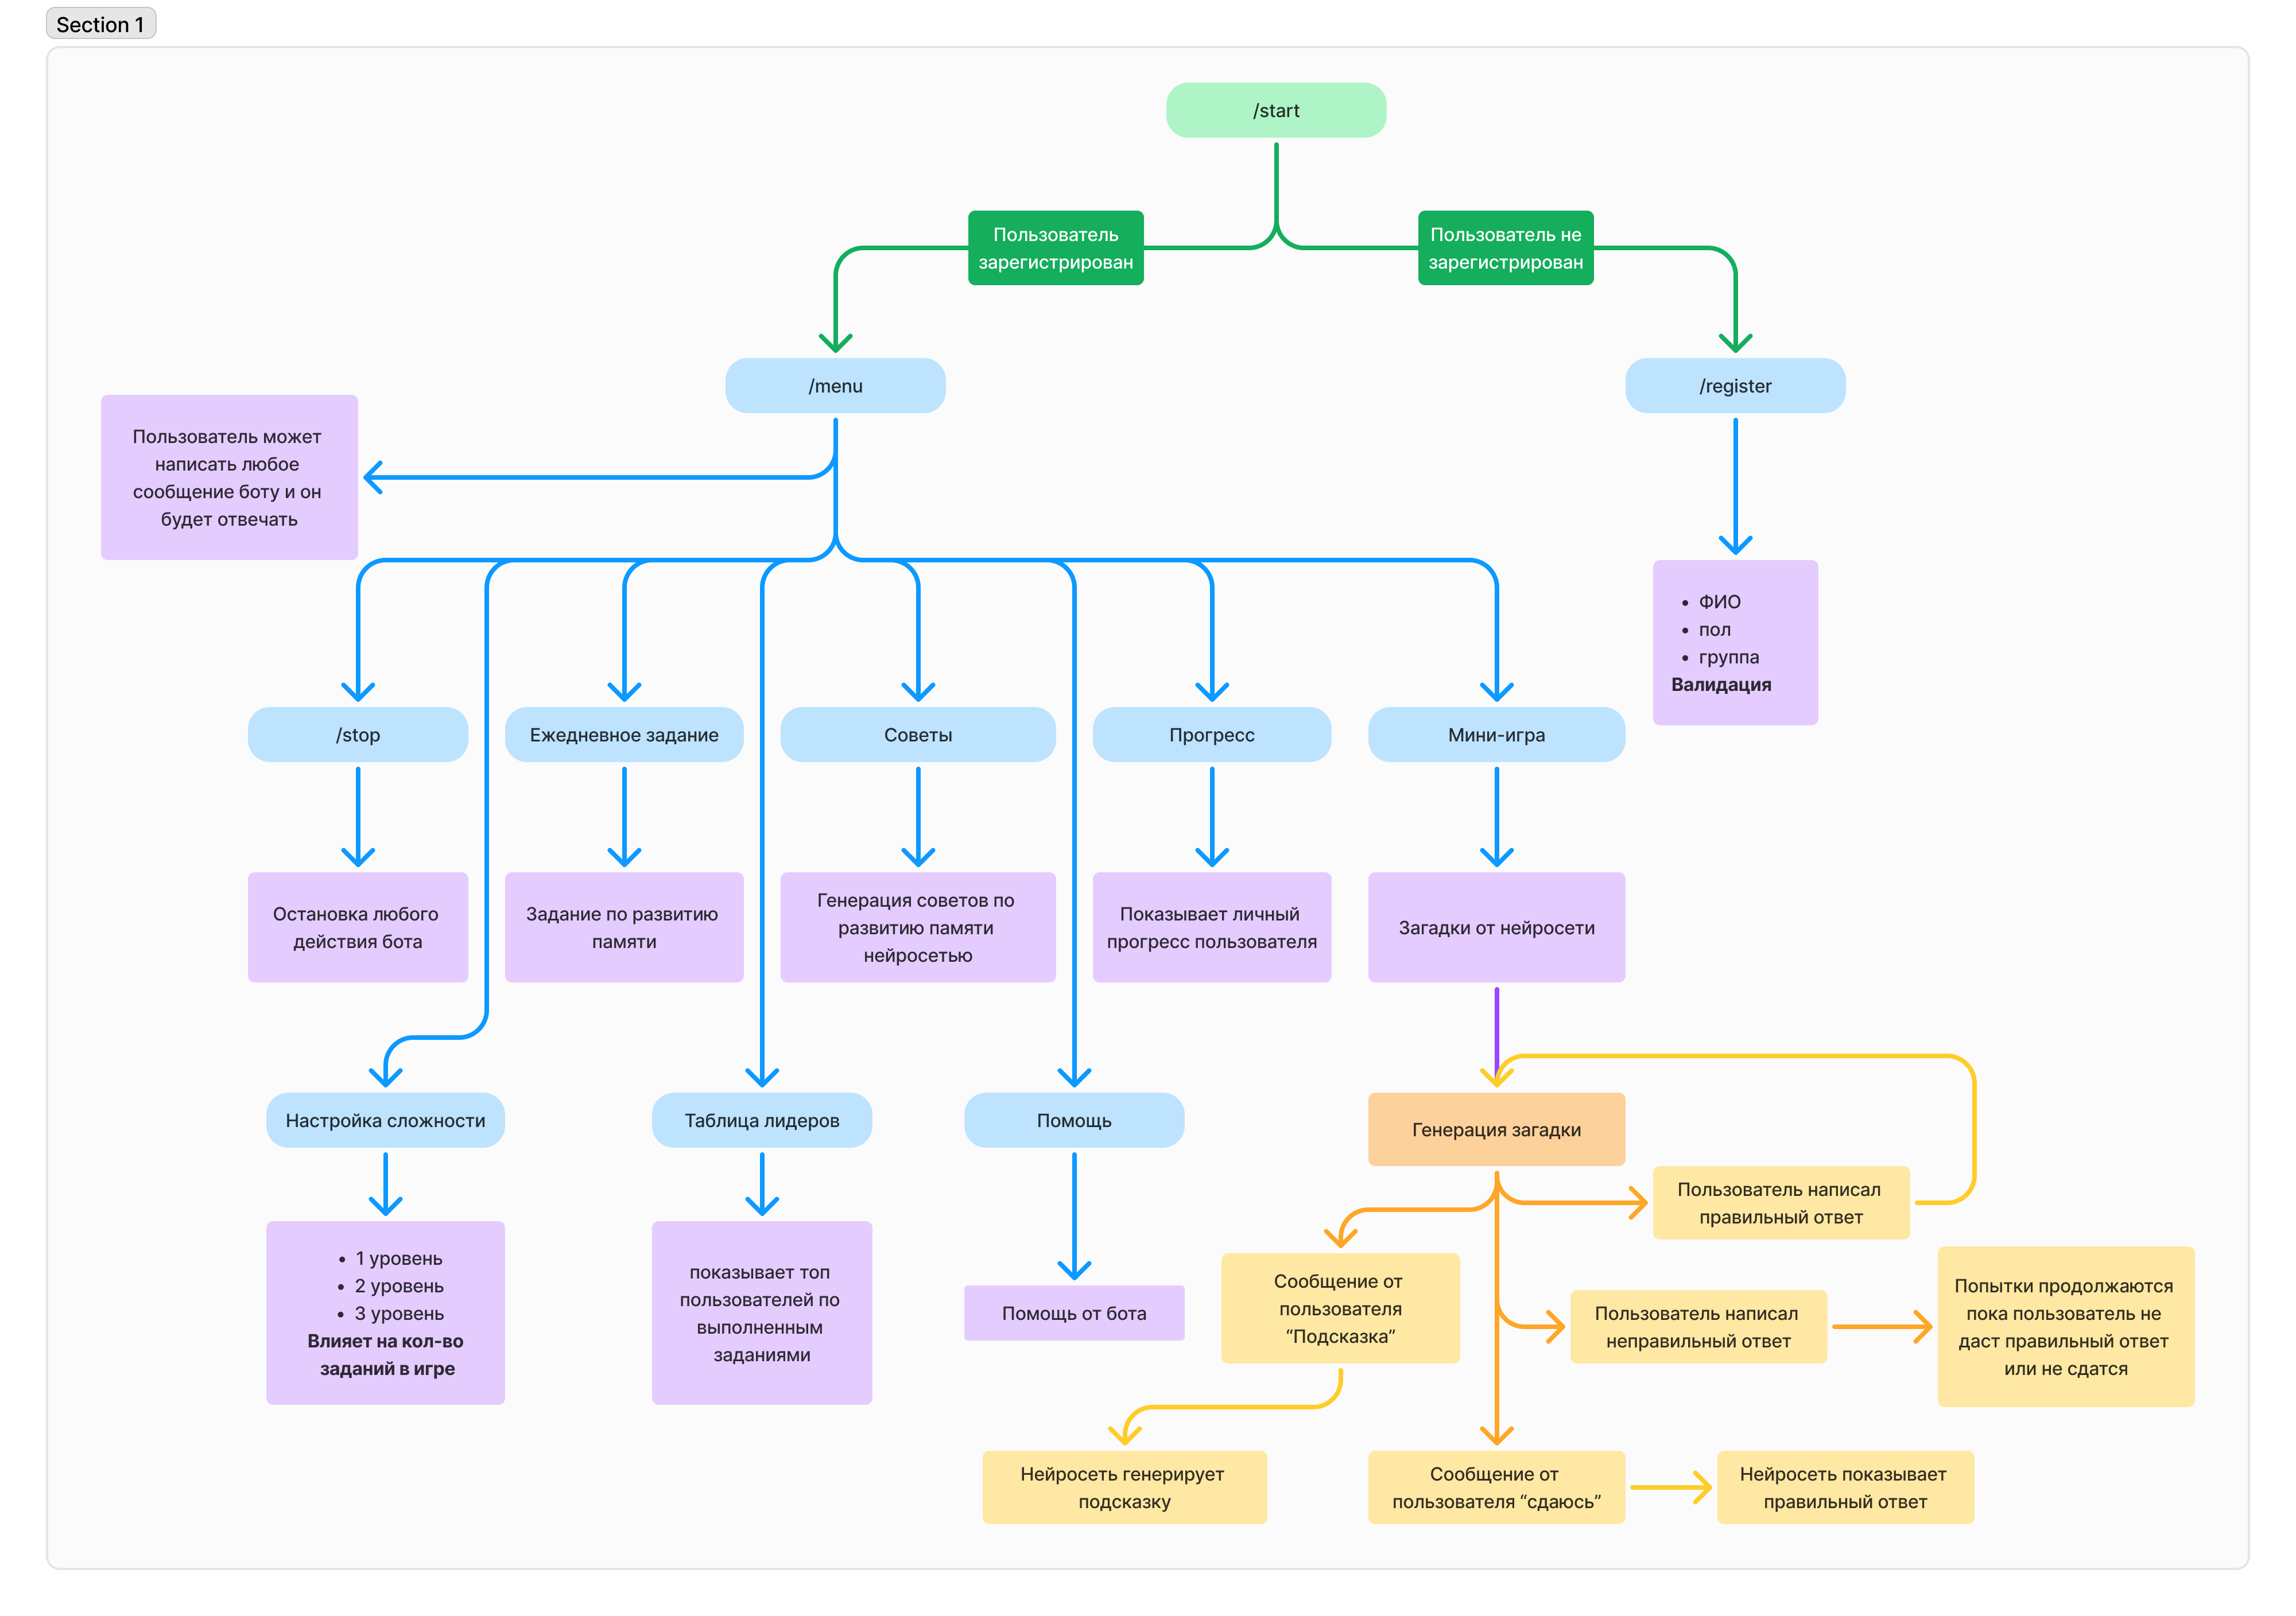 Section 1
/start
Пользователь
зарегистрирован
Пользователь не
зарегистрирован
/menu
/register
Пользователь может
написать любое
сообщение боту и он
будет отвечать
• ФИО
• пол
• группа
Валидация
/stop
Ежедневное задание
Советы
Прогресс
Мини-игра
Остановка любого
действия бота
Задание по развитию
памяти
Генерация советов по
развитию памяти
нейросетью
Показывает личный
прогресс пользователя
Загадки от нейросети
Настройка сложности
Таблица лидеров
Помощь
Генерация загадки
Пользователь написал
правильный ответ
• 1 уровень
• 2 уровень
• 3 уровень
Влияет на кол-во
заданий в игре
показывает топ
пользователей по
выполненным
заданиями
Помощь от бота
Сообщение от
пользователя
“Подсказка”
Пользователь написал
неправильный ответ
Попытки продолжаются
пока пользователь не
даст правильный ответ
или не сдатся
Нейросеть генерирует
подсказку
Сообщение от
пользователя “сдаюсь”
Нейросеть показывает
правильный ответ